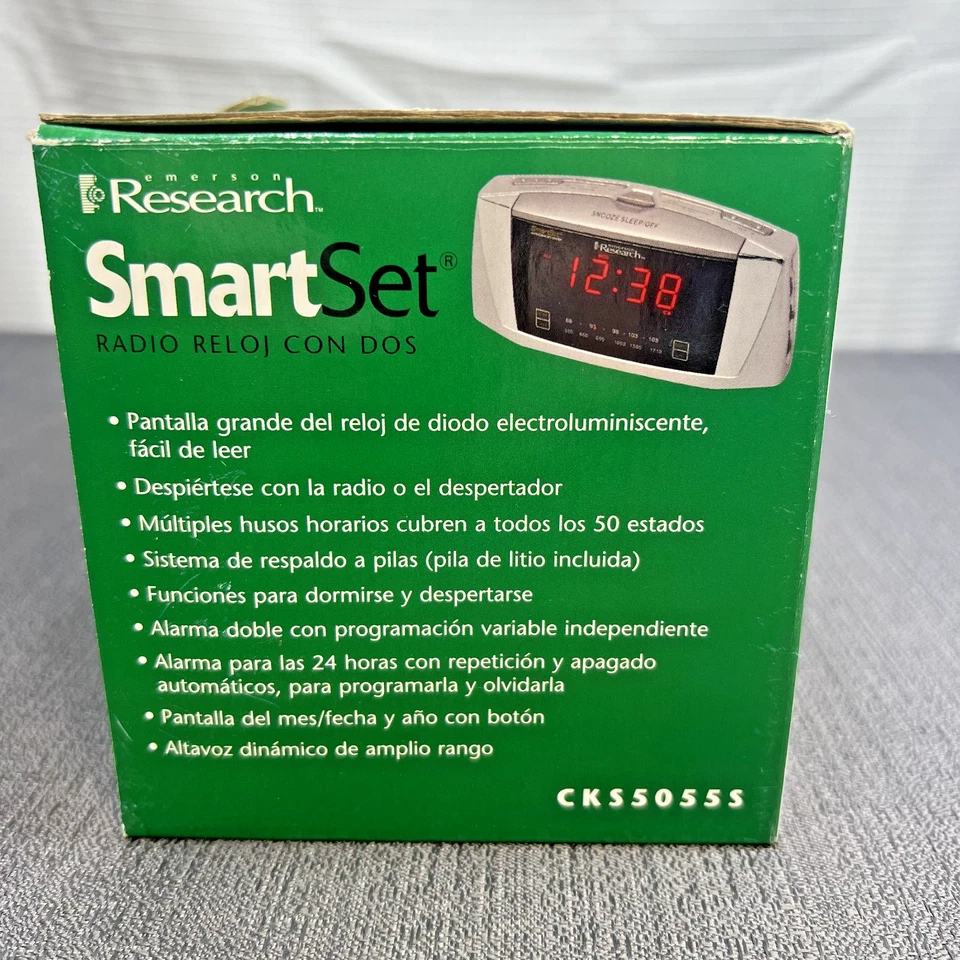 emerson
Research™
SmartSet®
RADIO RELOJ CON DOS
SNOOZE SLEEP/OFF
Research
12:38
• Pantalla grande del reloj de diodo electroluminiscente,
fácil de leer
• Despiértese con la radio o el despertador
• Múltiples husos horarios cubren a todos los 50 estados
• Sistema de respaldo a pilas (pila de litio incluida)
• Funciones para dormirse y despertarse
• Alarma doble con programación variable independiente
• Alarma para las 24 horas con repetición y apagado
automáticos, para programarla y olvidarla
• Pantalla del mes/fecha y año con botón
• Altavoz dinámico de amplio rango
CKS5055S